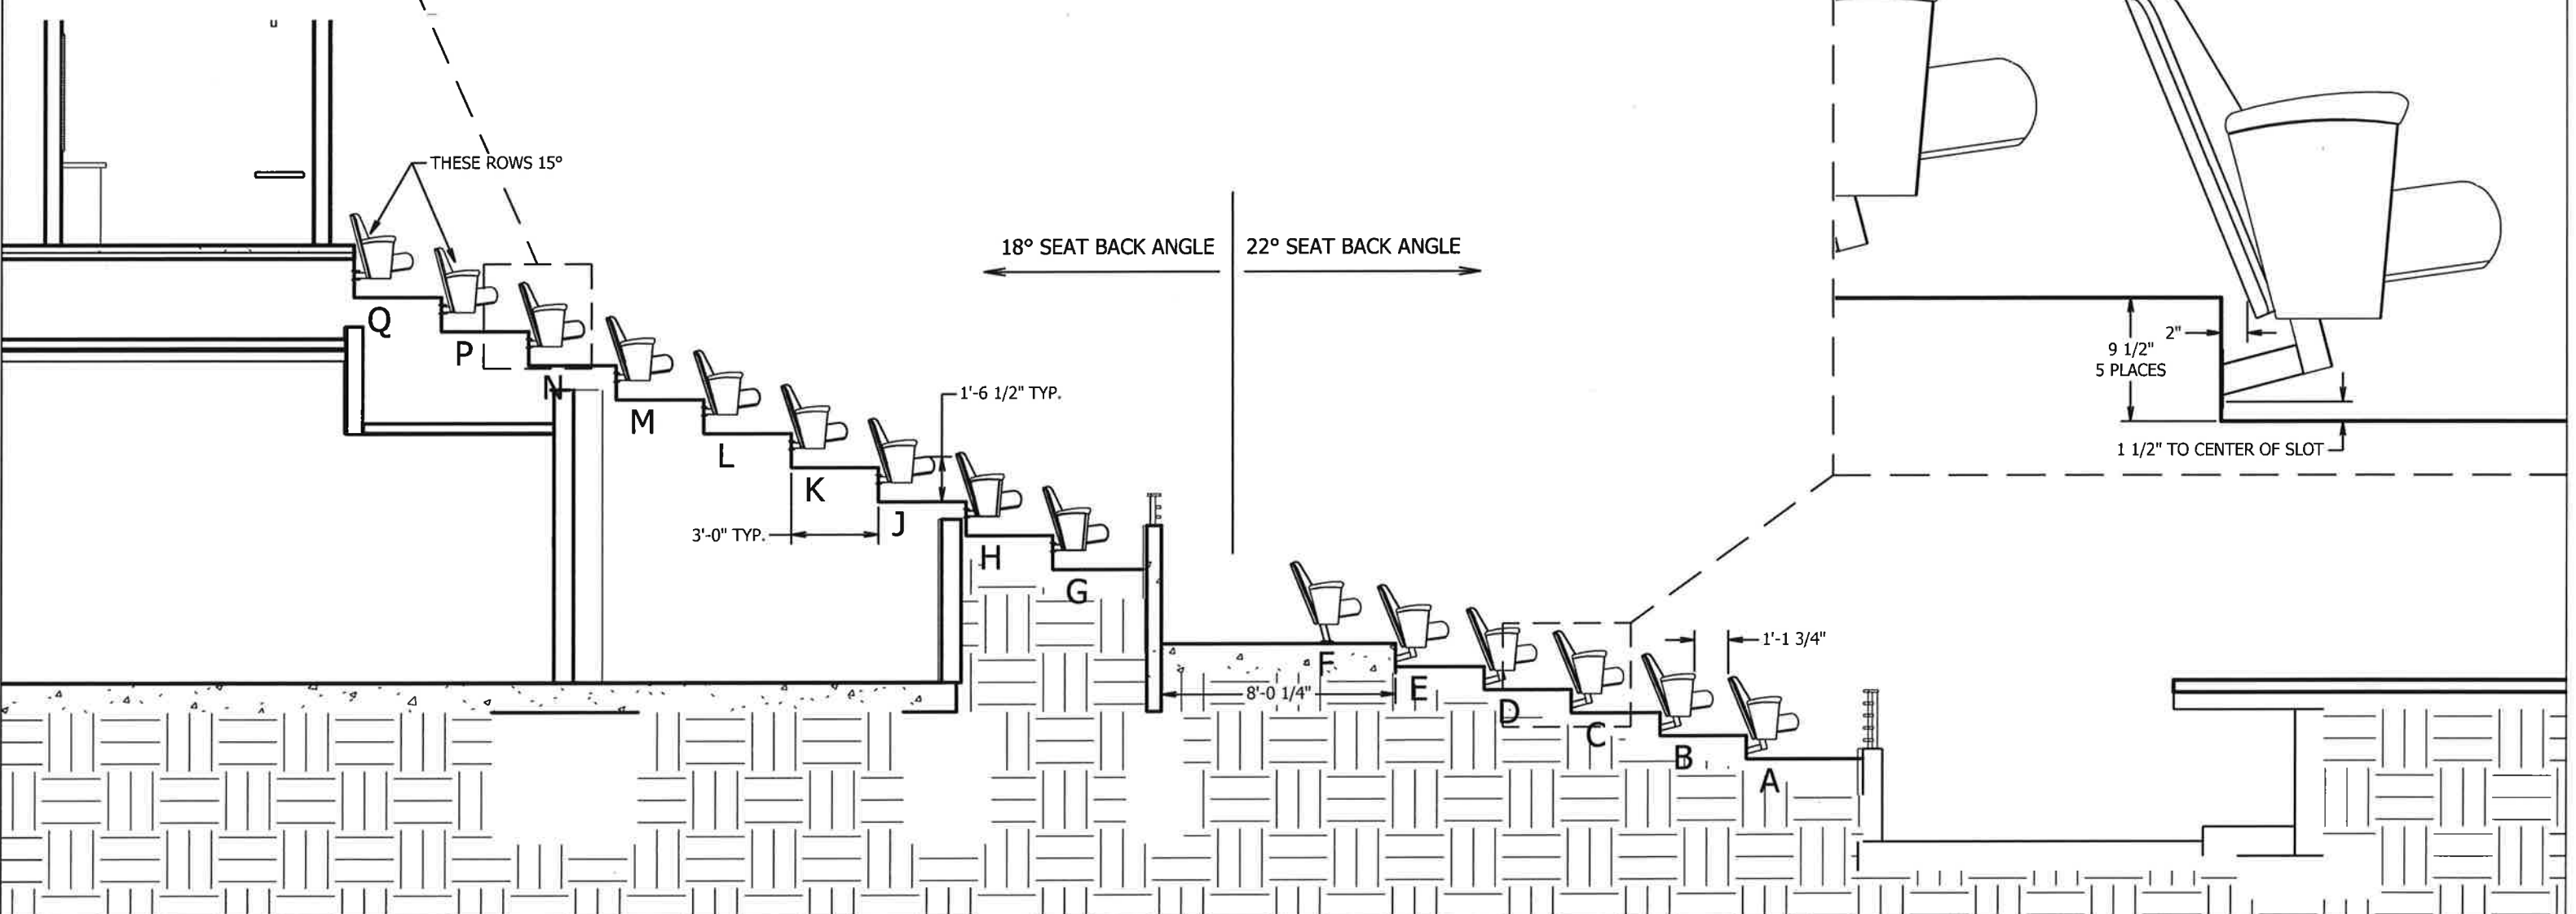 THESE ROWS 15°
18° SEAT BACK ANGLE
22° SEAT BACK ANGLE
2"
9 1/2"
5 PLACES
1 1/2" TO CENTER OF SLOT
Q
P
N
M
L
K
J
H
G
1'-6 1/2" TYP.
3'-0" TYP.
1'-1 3/4"
8'-0 1/4"
F
E
D
C
B
A